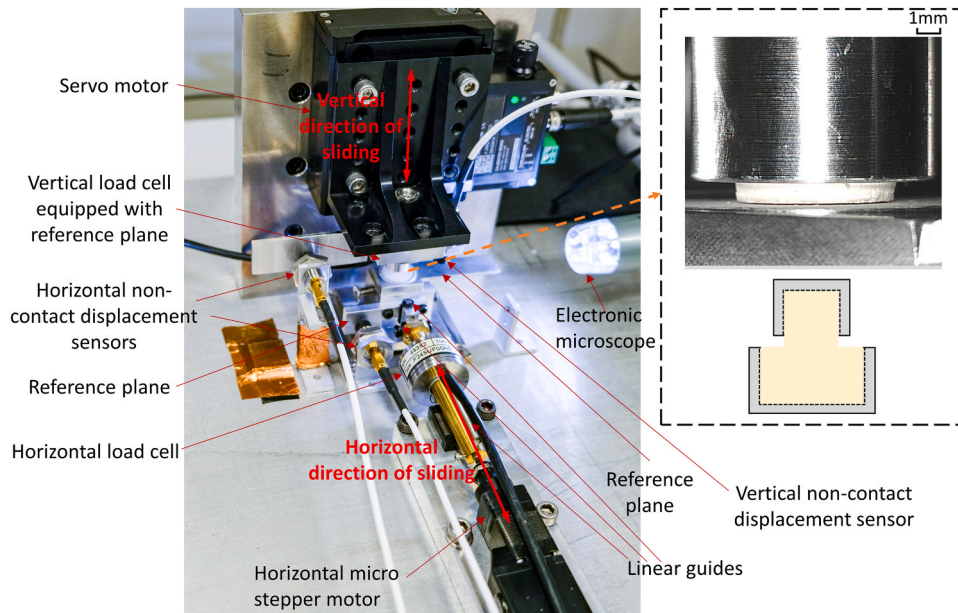 1mm
Servo motor
Vertical
direction of
sliding
Vertical load cell
equipped with
reference plane
Horizontal non-
contact displacement
sensors
Electronic
microscope
Reference plane
Horizontal load cell
Horizontal
direction of sliding
Reference
plane
Vertical non-contact
displacement sensor
Linear guides
Horizontal micro
stepper motor